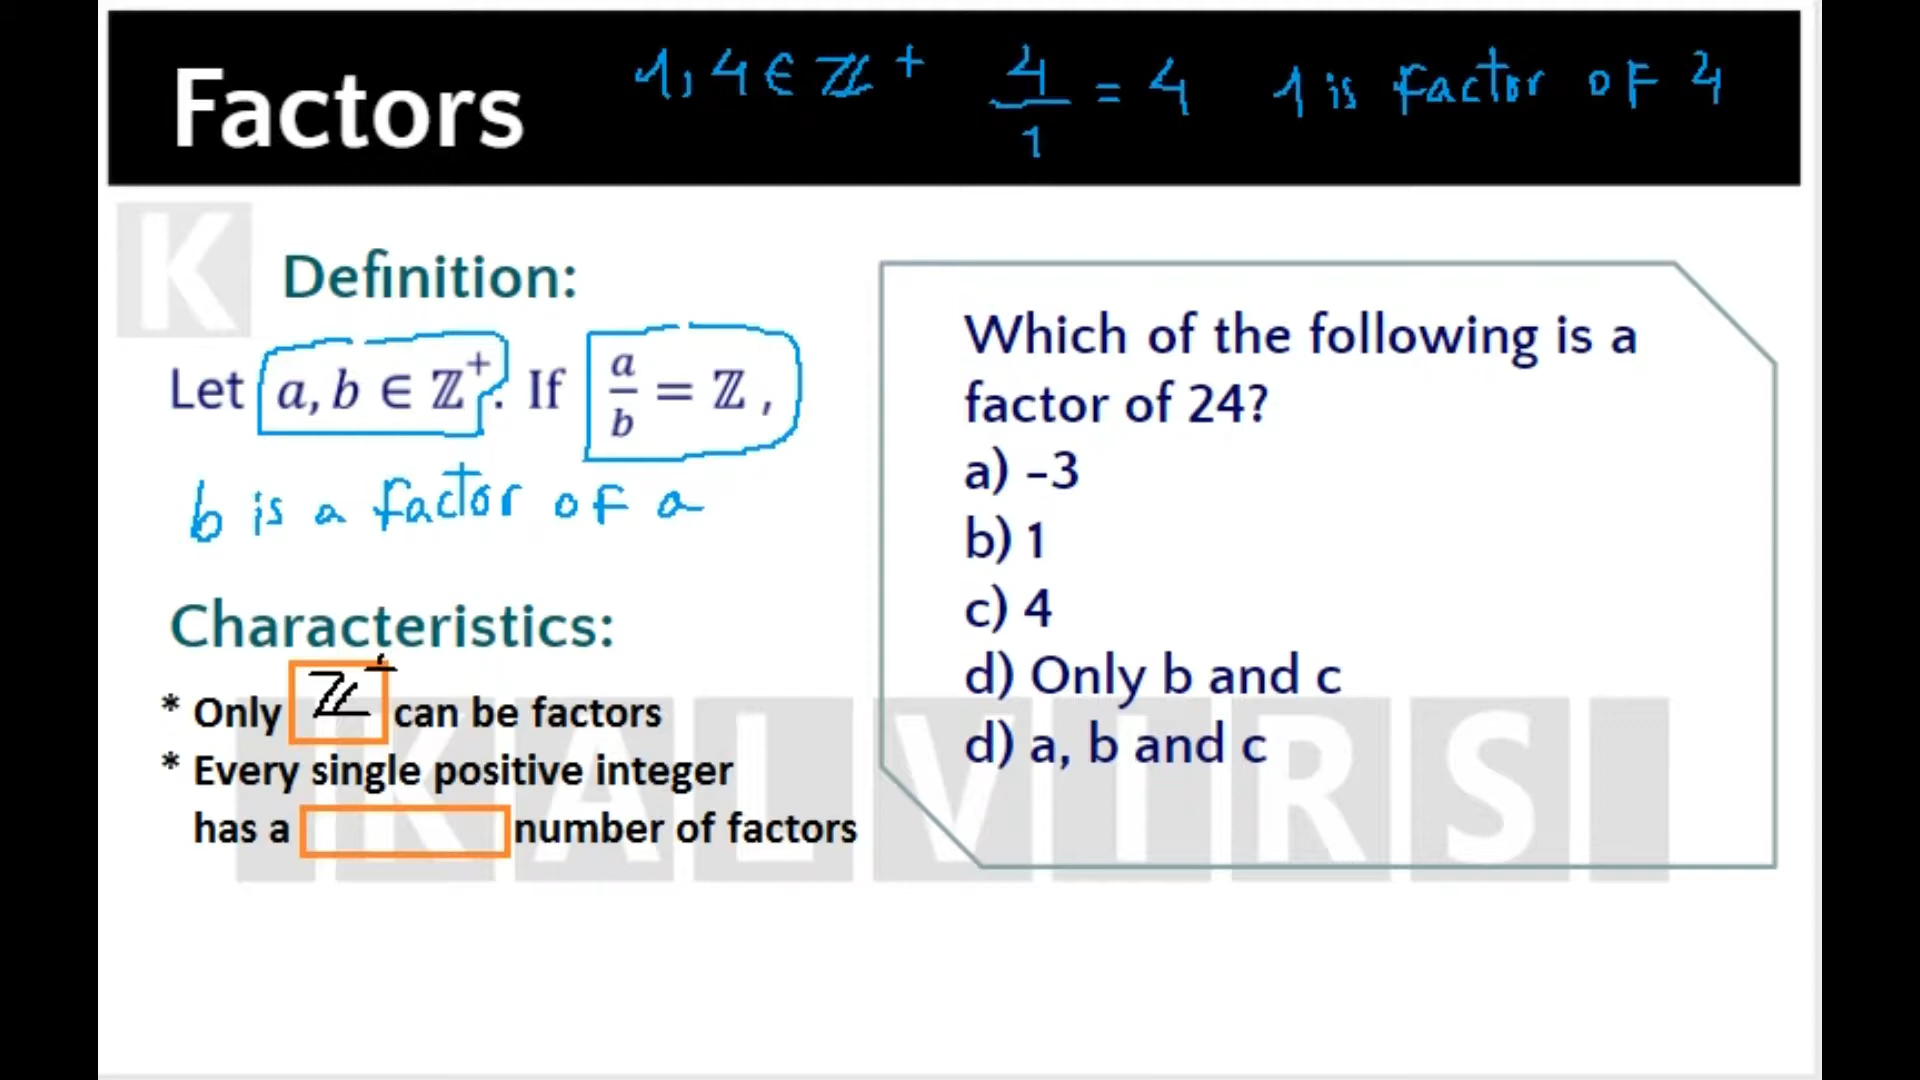 Factors
1, 4 ∈ ℤ⁺ 4/1 = 4 1 is factor of 4
K
Definition:
Let a, b ∈ ℤ⁺. If a/b = ℤ ,
b is a factor of a
Characteristics:
* Only ℤ⁺ can be factors
* Every single positive integer
has a number of factors
Which of the following is a
factor of 24?
a) -3
b) 1
c) 4
d) Only b and c
d) a, b and c
KALVIRS